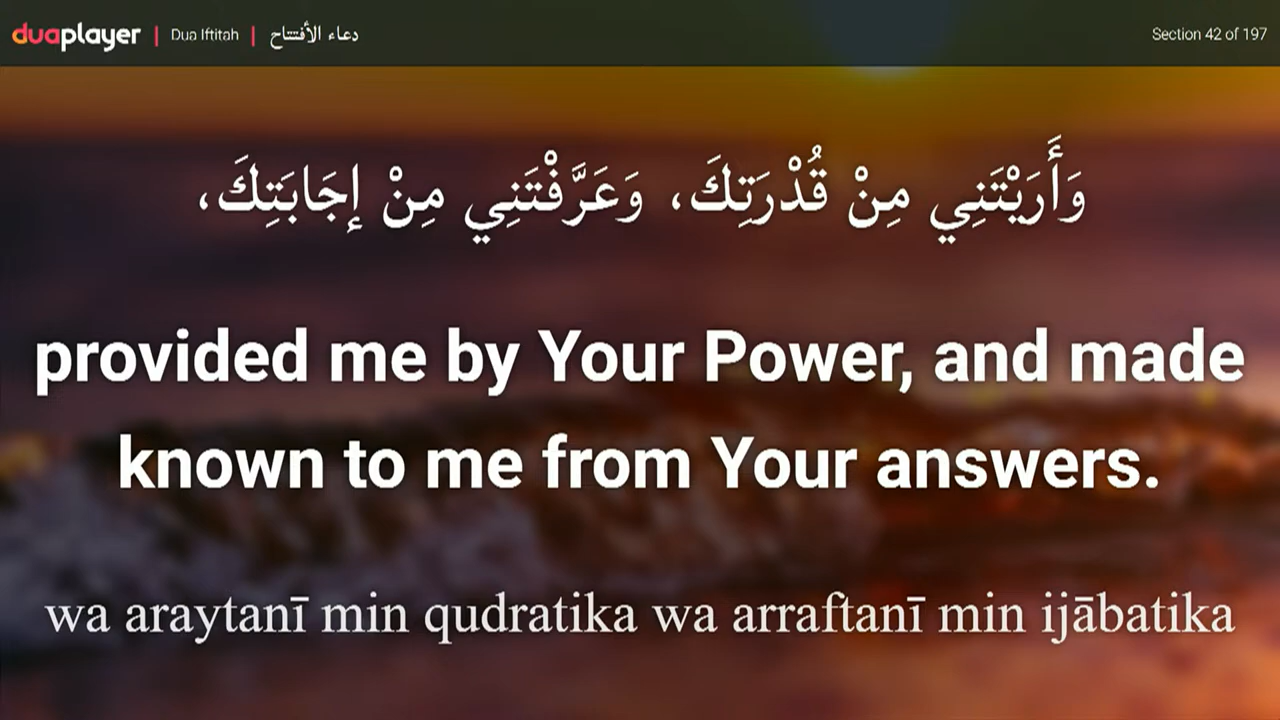 duaplayer | Dua Iftitah | دعاء الأفتتاح
Section 42 of 197
وَأَرَيْتَنِي مِنْ قُدْرَتِكَ، وَعَرَّفْتَنِي مِنْ إِجَابَتِكَ،
provided me by Your Power, and made
known to me from Your answers.
wa araytanī min qudratika wa arraftanī min ijābatika